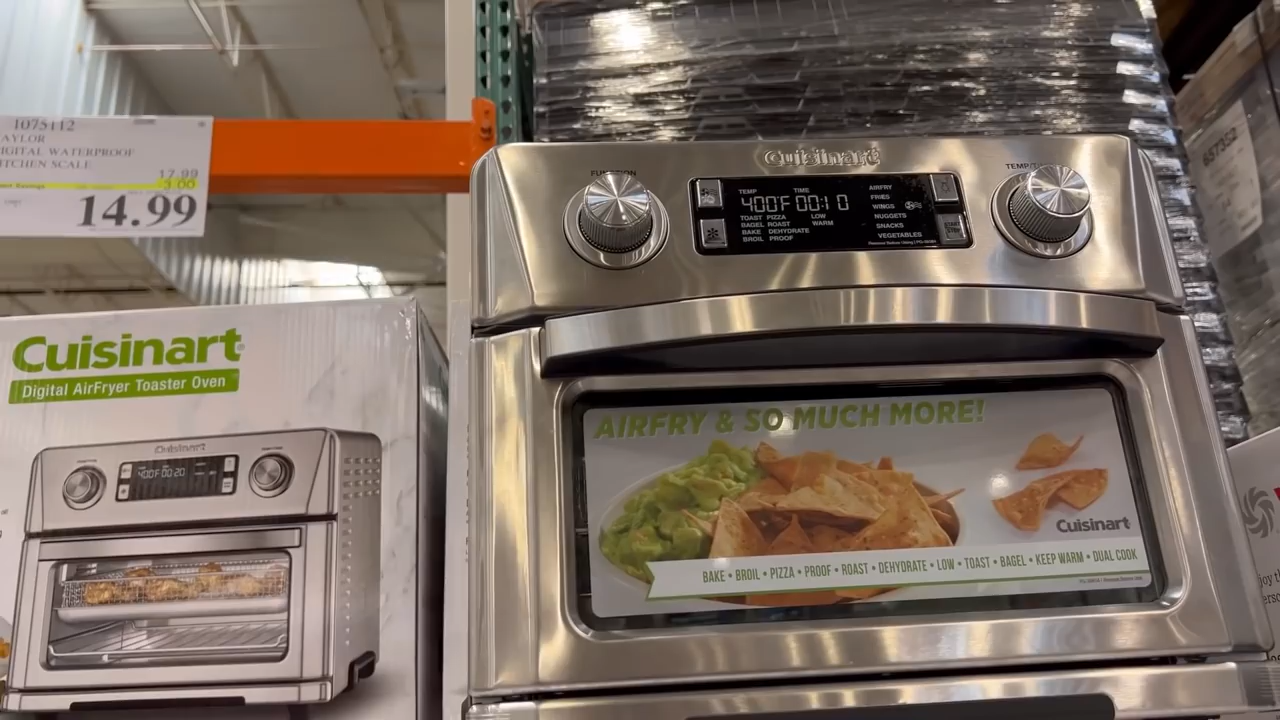 1075112
AYLOR
IGITAL WATERPROOF
ITCHEN SCALE
17.99
3.00
14.99
Cuisinart
Digital AirFryer Toaster Oven
Cuisinart
400F 00:20
Cuisinart
FUNCTION
TEMP
TIME
400F 00:10
TOAST PIZZA LOW
BAGEL ROAST WARM
BAKE DEHYDRATE
BROIL PROOF
AIRFRY
FRIES
WINGS
NUGGETS
SNACKS
VEGETABLES
TEMP/
AIRFRY & SO MUCH MORE!
Cuisinart
BAKE • BROIL • PIZZA • PROOF • ROAST • DEHYDRATE • LOW • TOAST • BAGEL • KEEP WARM • DUAL COOK
657352